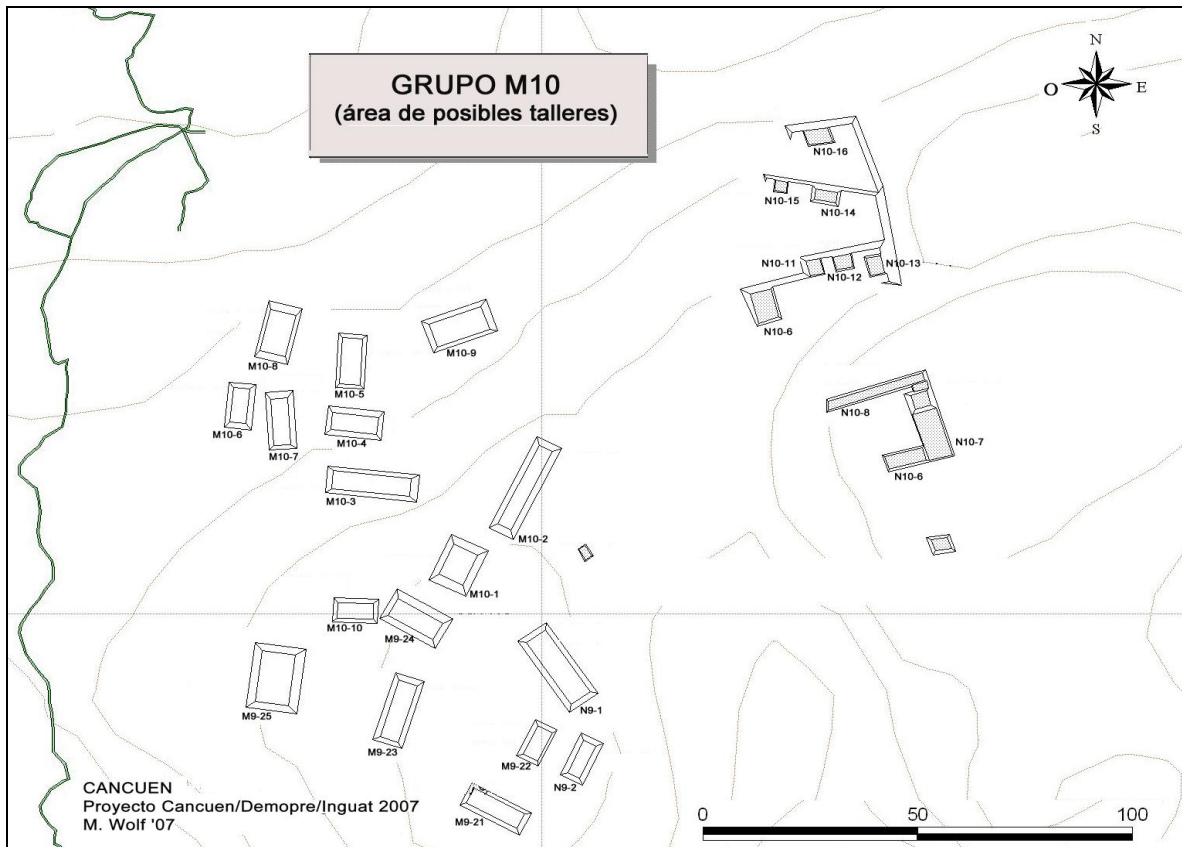 GRUPO M10
(área de posibles talleres)
N
O
E
S
N10-16
N10-15
N10-14
N10-11
N10-12
N10-13
N10-6
M10-8
M10-5
M10-9
M10-6
M10-7
M10-4
M10-3
M10-2
N10-8
N10-7
N10-6
M10-1
M10-10
M9-24
M9-25
M9-23
N9-1
M9-22
N9-2
M9-21
CANCUEN
Proyecto Cancuen/Demopre/Inguat 2007
M. Wolf '07
0 50 100